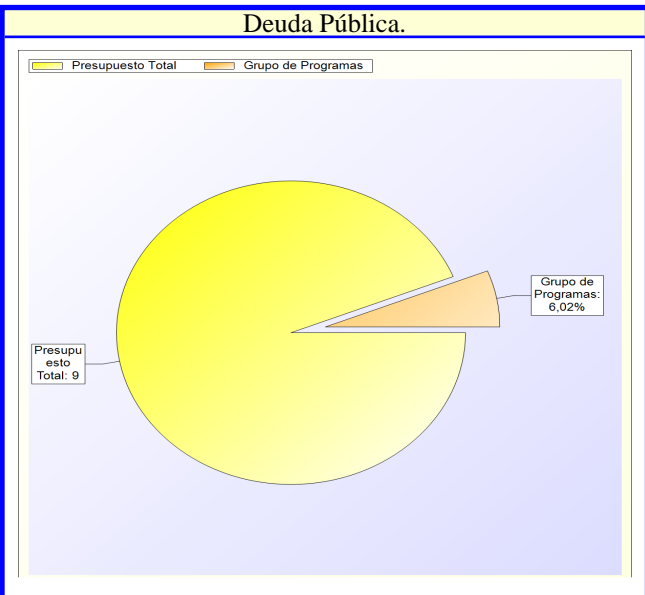 Deuda Pública.
Presupuesto Total Grupo de Programas
Grupo de
Programas:
6,02%
Presupu
esto
Total: 9